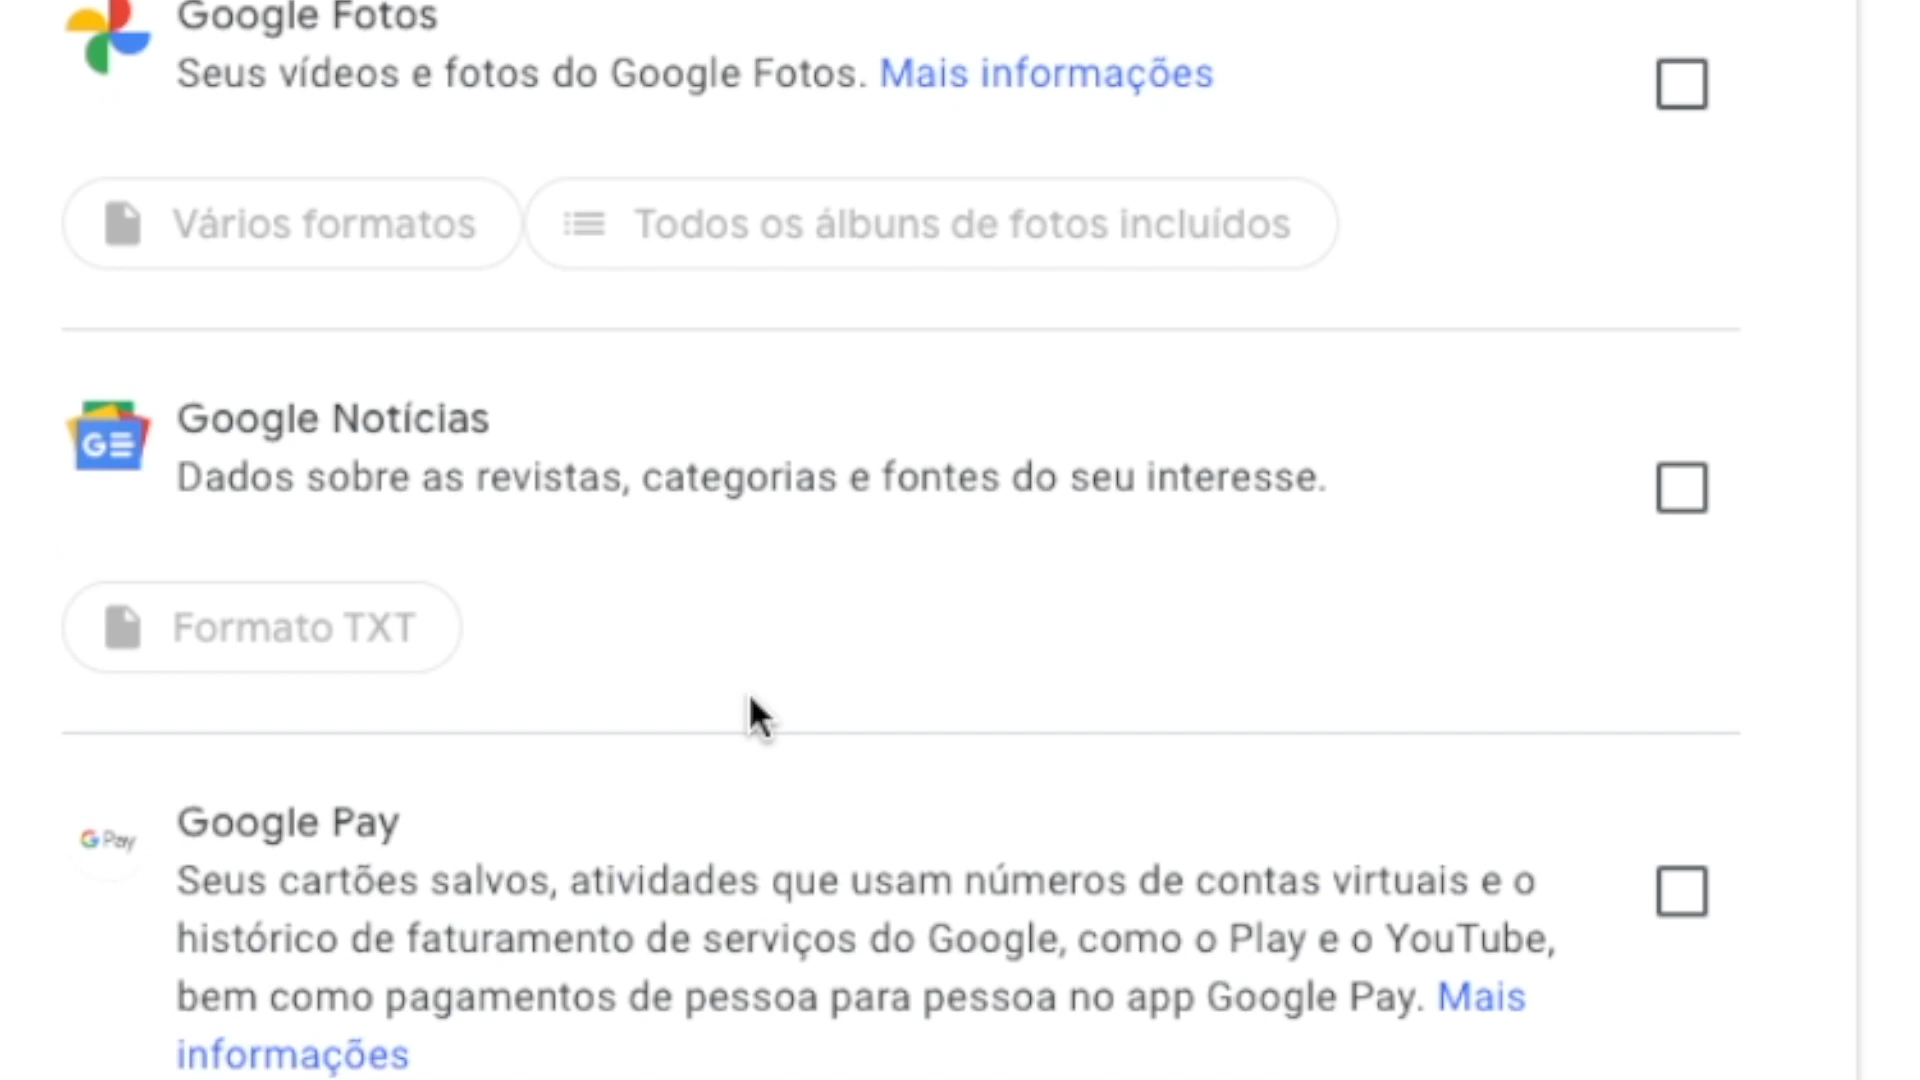 Google Fotos
Seus vídeos e fotos do Google Fotos. Mais informações
Vários formatos
Todos os álbuns de fotos incluídos
GE
Google Notícias
Dados sobre as revistas, categorias e fontes do seu interesse.
Formato TXT
G Pay
Google Pay
Seus cartões salvos, atividades que usam números de contas virtuais e o
histórico de faturamento de serviços do Google, como o Play e o YouTube,
bem como pagamentos de pessoa para pessoa no app Google Pay. Mais
informações